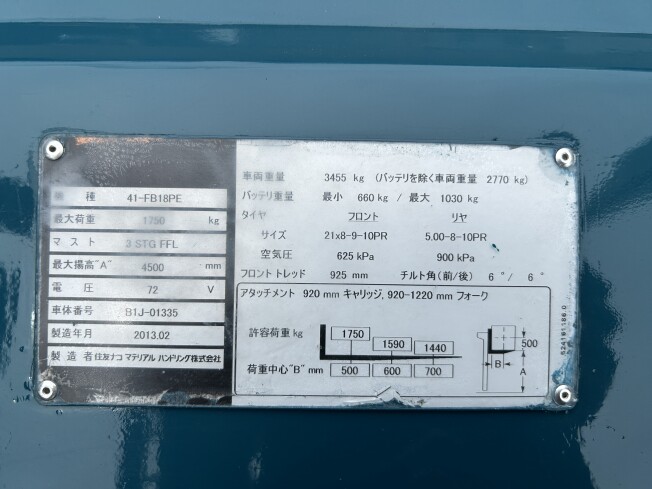 機 種 41-FB18PE
最大荷重 1750 kg
マスト 3 STG FFL
最大揚高"A" 4500 mm
電 圧 72 V
車体番号 B1J-01335
製造年月 2013.02
製造者 住友ナコ マテリアル ハンドリング株式会社
車両重量 3455 kg (バッテリを除く車両重量 2770 kg)
バッテリ重量 最小 660 kg / 最大 1030 kg
タイヤ フロント リヤ
サイズ 21x8-9-10PR 5.00-8-10PR
空気圧 625 kPa 900 kPa
フロントトレッド 925 mm チルト角(前/後) 6°/ 6°
アタッチメント 920 mm キャリッジ, 920-1220 mm フォーク
許容荷重 kg 1750 1590 1440
荷重中心"B" mm 500 600 700
500
B
A
524191186.0